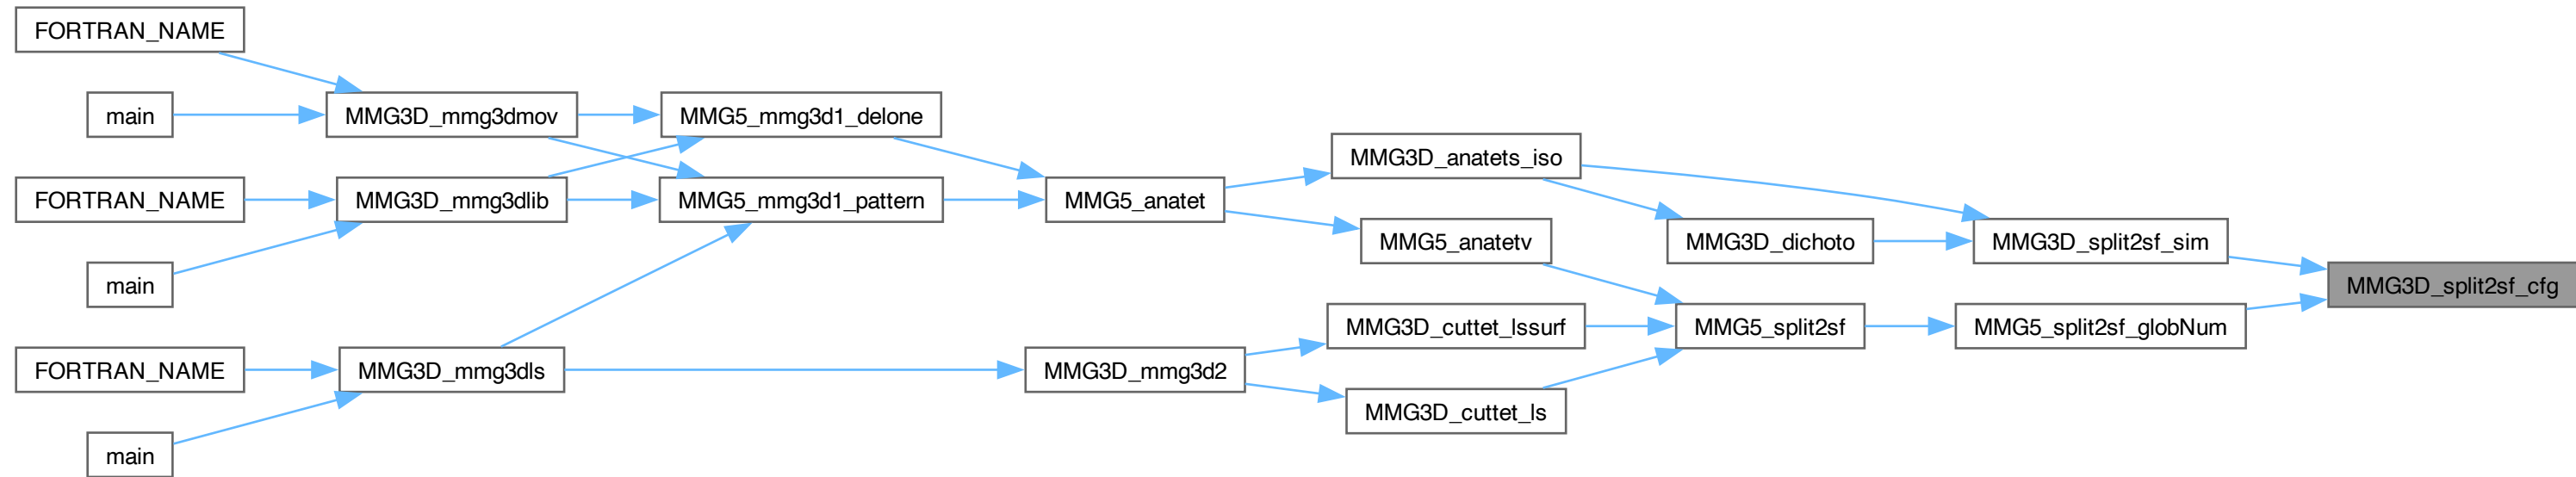 FORTRAN_NAME
main
MMG3D_mmg3dmov
MMG5_mmg3d1_delone
MMG3D_anatets_iso
FORTRAN_NAME
MMG3D_mmg3dlib
MMG5_mmg3d1_pattern
MMG5_anatet
MMG5_anatetv
MMG3D_dichoto
MMG3D_split2sf_sim
main
MMG3D_split2sf_cfg
MMG3D_cuttet_lssurf
MMG5_split2sf
MMG5_split2sf_globNum
FORTRAN_NAME
MMG3D_mmg3dls
MMG3D_mmg3d2
MMG3D_cuttet_ls
main